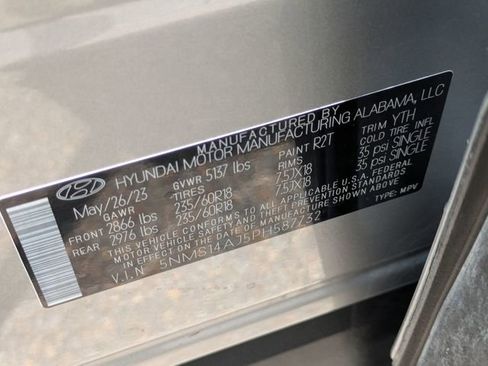 MANUFACTURED BY
HYUNDAI MOTOR MANUFACTURING ALABAMA, LLC
May/26/23 GVWR 5137 lbs PAINT R2T TRIM YTH
GAWR TIRES RIMS COLD TIRE INFL
FRONT 2866 lbs 235/60R18 7.5JX18 35 psi SINGLE
REAR 2976 lbs 235/60R18 7.5JX18 35 psi SINGLE
THIS VEHICLE CONFORMS TO ALL APPLICABLE U.S.A. FEDERAL
MOTOR VEHICLE SAFETY AND THEFT PREVENTION STANDARDS
IN EFFECT ON THE DATE OF MANUFACTURE SHOWN ABOVE
V.I.N 5NMS14AJ5PH587732 TYPE: MPV